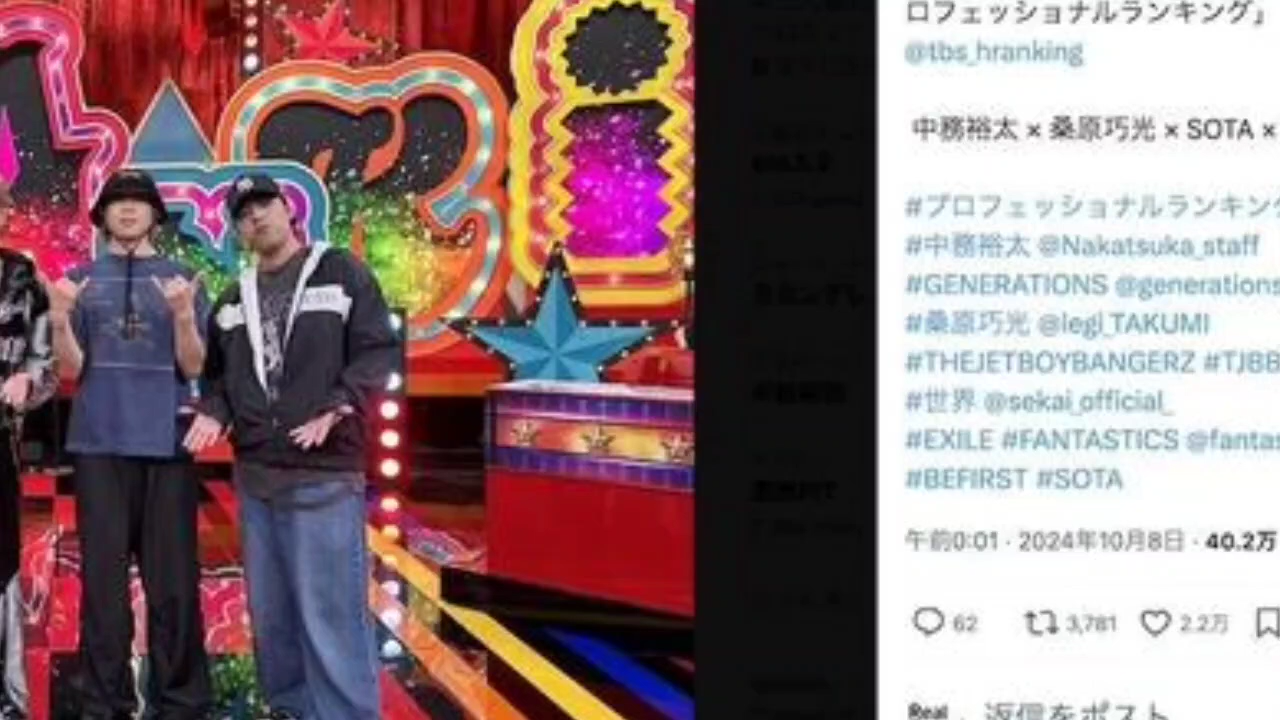 ロフェッショナルランキング」
@tbs_hranking
中務裕太 × 桑原巧光 × SOTA ×
#プロフェッショナルランキング
#中務裕太 @Nakatsuka_staff
#GENERATIONS @generations
#桑原巧光 @legi_TAKUMI
#THEJETBOYBANGERZ #TJBB
#世界 @sekai_official_
#EXILE #FANTASTICS @fantas
#BEFIRST #SOTA
午前0:01 · 2024年10月8日 · 40.2万
62 3,781 2.2万
Real 返信をポスト